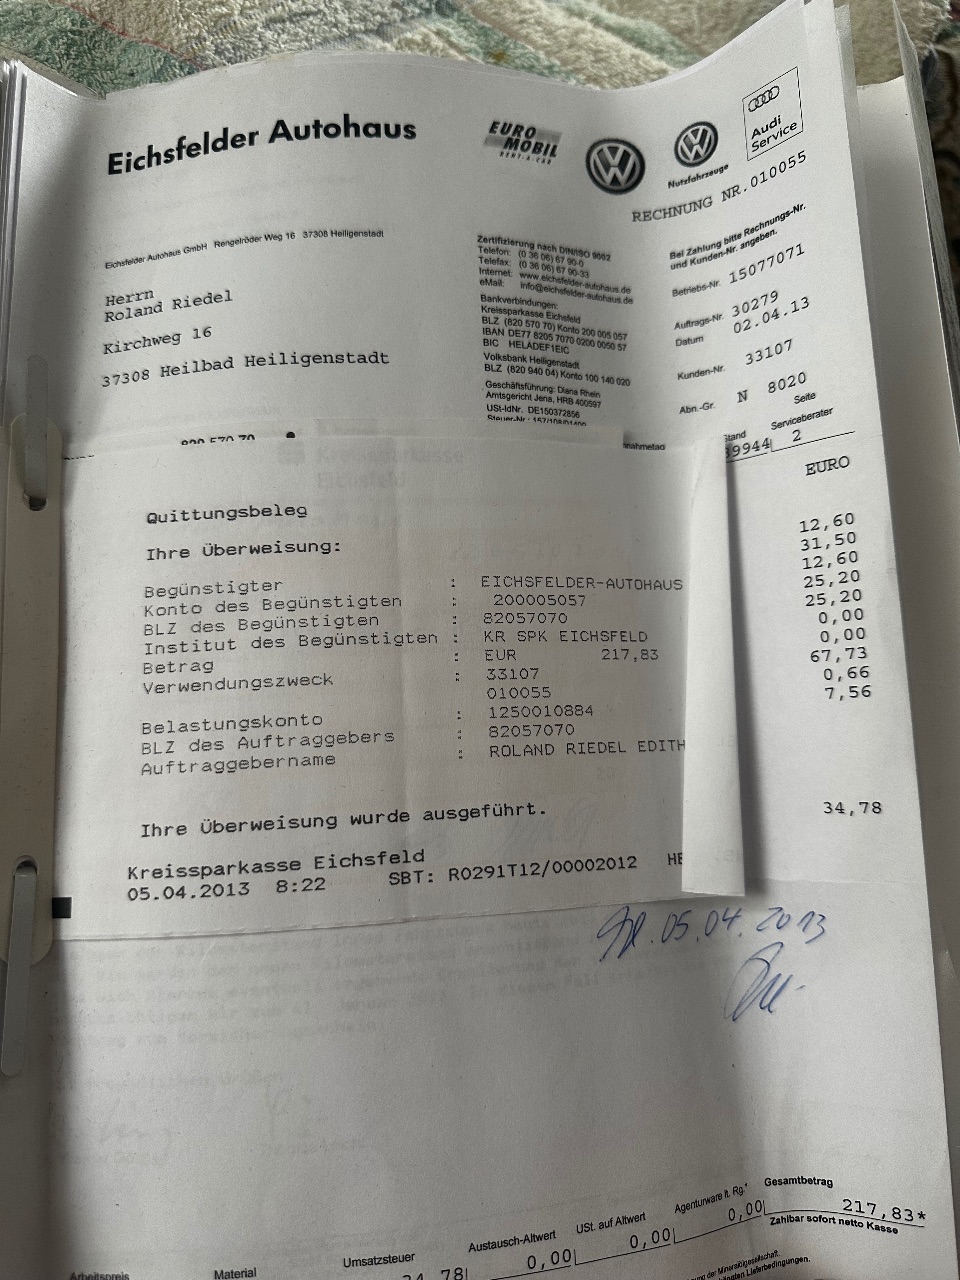 Eichsfelder Autohaus
EURO
MOBIL
RENT-A-CAR
Nutzfahrzeuge
Audi
Service
RECHNUNG NR.010055
Eichsfelder Autohaus GmbH Rengelröder Weg 16 37308 Heiligenstadt
Herrn
Roland Riedel
Kirchweg 16
37308 Heilbad Heiligenstadt
Zertifizierung nach DIN/ISO 9002
Telefon: (0 36 06) 67 90-0
Telefax: (0 36 06) 67 90-33
Internet: www.eichsfelder-autohaus.de
eMail: info@eichsfelder-autohaus.de
Bankverbindungen:
Kreissparkasse Eichsfeld
BLZ (820 570 70) Konto 200 005 057
IBAN DE77 8205 7070 0200 0050 57
BIC HELADEF1EIC
Volksbank Heiligenstadt
BLZ (820 940 04) Konto 100 140 020
Geschäftsführung: Diana Rhein
Amtsgericht Jena, HRB 400597
USt-IdNr. DE150372856
Bei Zahlung bitte Rechnungs-Nr.
und Kunden-Nr. angeben.
Betriebs-Nr. 15077071
Auftrags-Nr. 30279
Datum 02.04.13
Kunden-Nr. 33107
Abn.-Gr. N 8020
Seite
Serviceberater
tand
39944 2
EURO
12,60
31,50
12,60
25,20
25,20
0,00
0,00
67,73
0,66
7,56
34,78
Quittungsbeleg
Ihre Überweisung:
Begünstigter : EICHSFELDER-AUTOHAUS
Konto des Begünstigten : 200005057
BLZ des Begünstigten : 82057070
Institut des Begünstigten : KR SPK EICHSFELD
Betrag : EUR 217,83
Verwendungszweck : 33107
010055
Belastungskonto : 1250010884
BLZ des Auftraggebers : 82057070
Auftraggebername : ROLAND RIEDEL EDITH
Ihre Überweisung wurde ausgeführt.
Kreissparkasse Eichsfeld
05.04.2013 8:22 SBT: R0291T12/00002012 HE
05.04.2013
Arbeitspreis
Material
Umsatzsteuer
34,78
Austausch-Altwert
0,00
USt. auf Altwert
0,00
Agenturware lt. Rg.*
0,00
Gesamtbetrag
217,83*
Zahlbar sofort netto Kasse